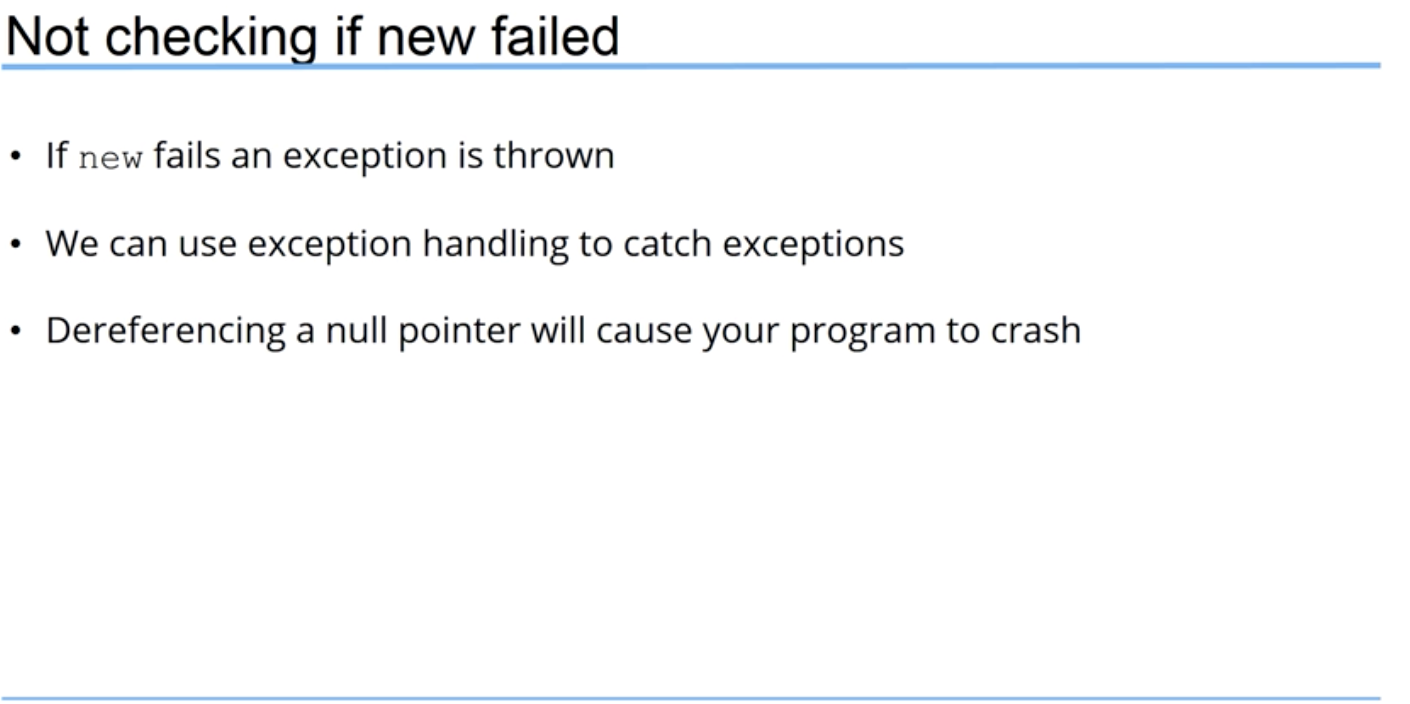 Not checking if new failed
• If new fails an exception is thrown
• We can use exception handling to catch exceptions
• Dereferencing a null pointer will cause your program to crash